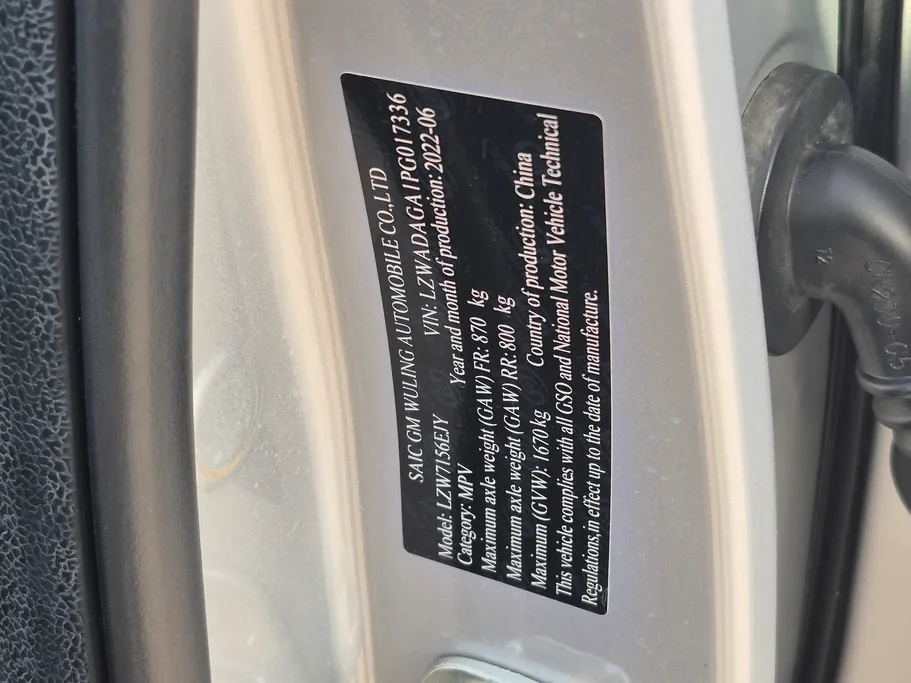 SAIC GM WULING AUTOMOBILE CO.,LTD
Model: LZW7156EJY VIN: LZWADAGA1PG017336
Category: MPV Year and month of production: 2022-06
Maximum axle weight (GAW) FR: 870 kg
Maximum axle weight (GAW) RR: 800 kg
Maximum (GVW): 1670 kg Country of production: China
This vehicle complies with all GSO and National Motor Vehicle Technical
Regulations,in effect up to the date of manufacture.